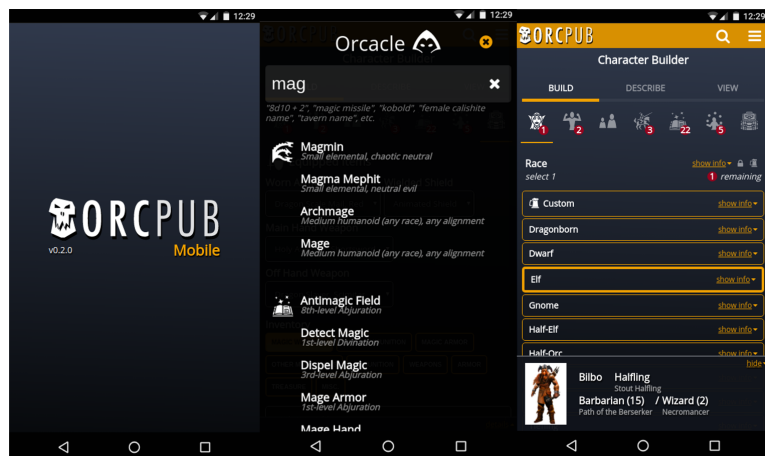 12:29
ORCPUB
v0.2.0
Mobile
12:29
Orcacle
mag
"8d10 + 2", "magic missile", "kobold", "female calishite
name", "tavern name", etc.
Magmin
Small elemental, chaotic neutral
Magma Mephit
Small elemental, neutral evil
Archmage
Medium humanoid (any race), any alignment
Mage
Medium humanoid (any race), any alignment
Off Hand Weapon
Antimagic Field
8th-level Abjuration
Detect Magic
1st-level Divination
Dispel Magic
3rd-level Abjuration
Mage Armor
1st-level Abjuration
Mage Hand
12:29
ORCPUB
Character Builder
BUILD DESCRIBE VIEW
1 2 3 22 5
Race show info
select 1 1 remaining
Custom show info
Dragonborn show info
Dwarf show info
Elf show info
Gnome show info
Half-Elf show info
Half-Orc show info
hide
Bilbo Halfling
Stout Halfling
Barbarian (15) / Wizard (2)
Path of the Berserker Necromancer